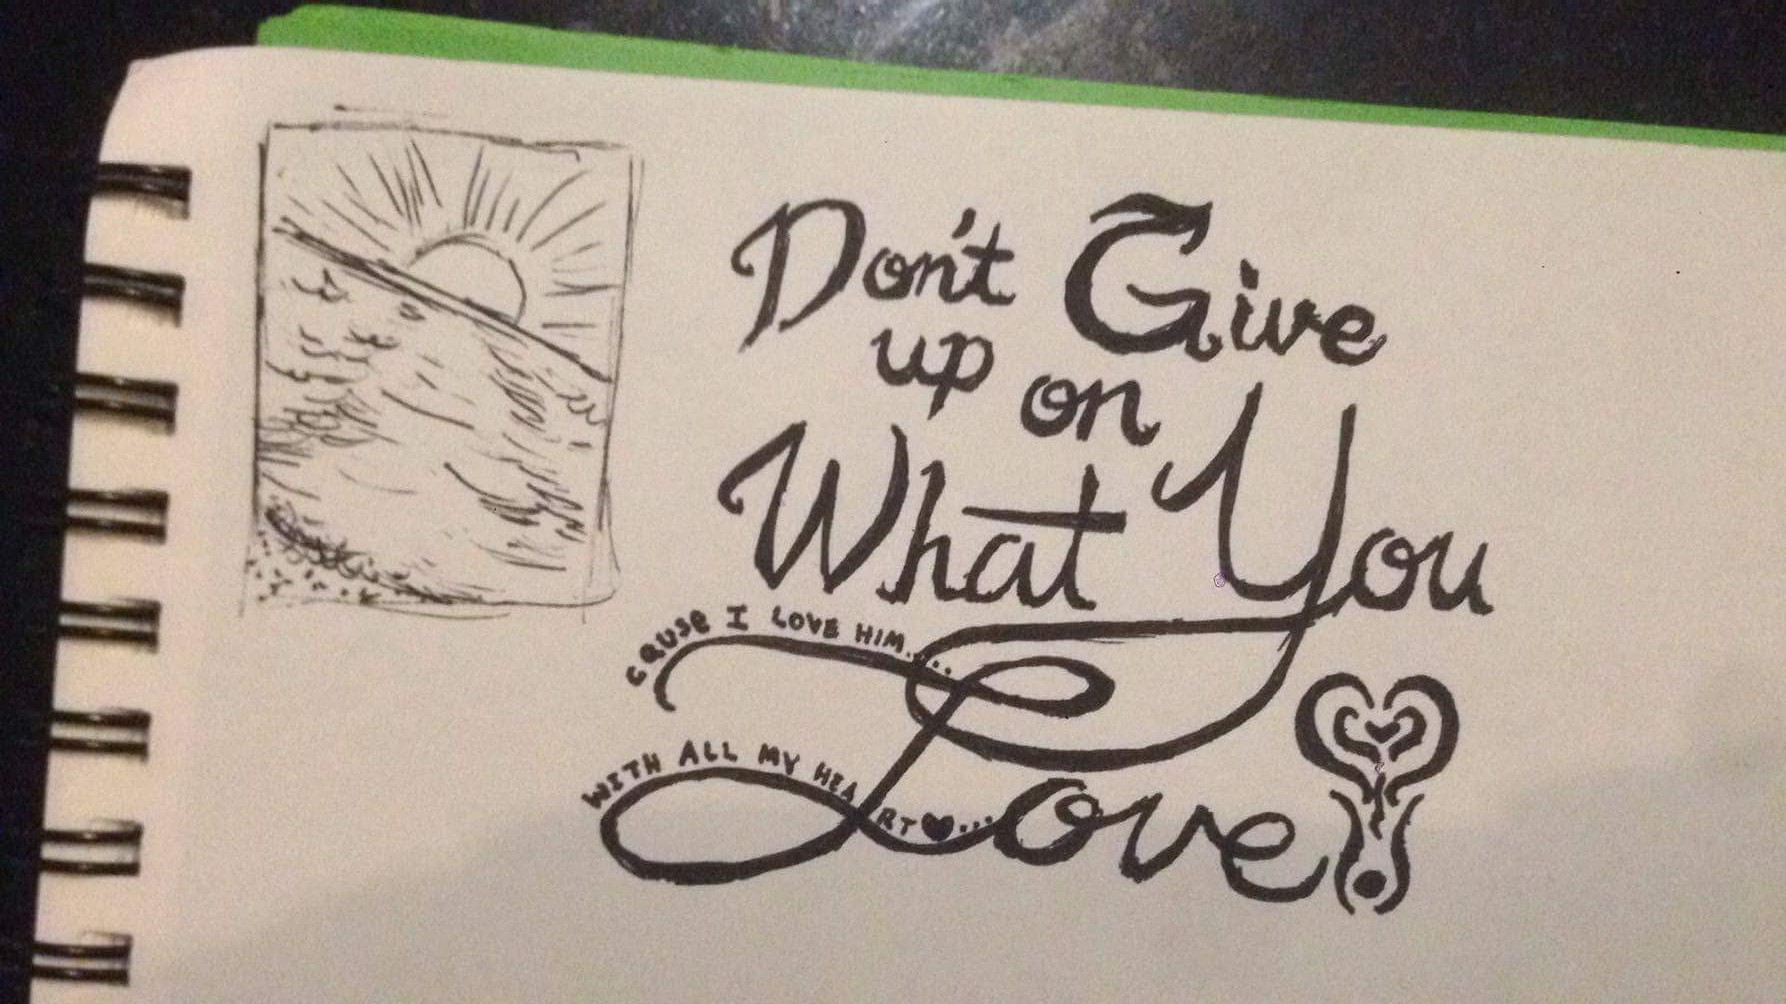 Don't Give
up on
What You
cause I LOVE HIM....
Love!
WITH ALL MY HEART♥...